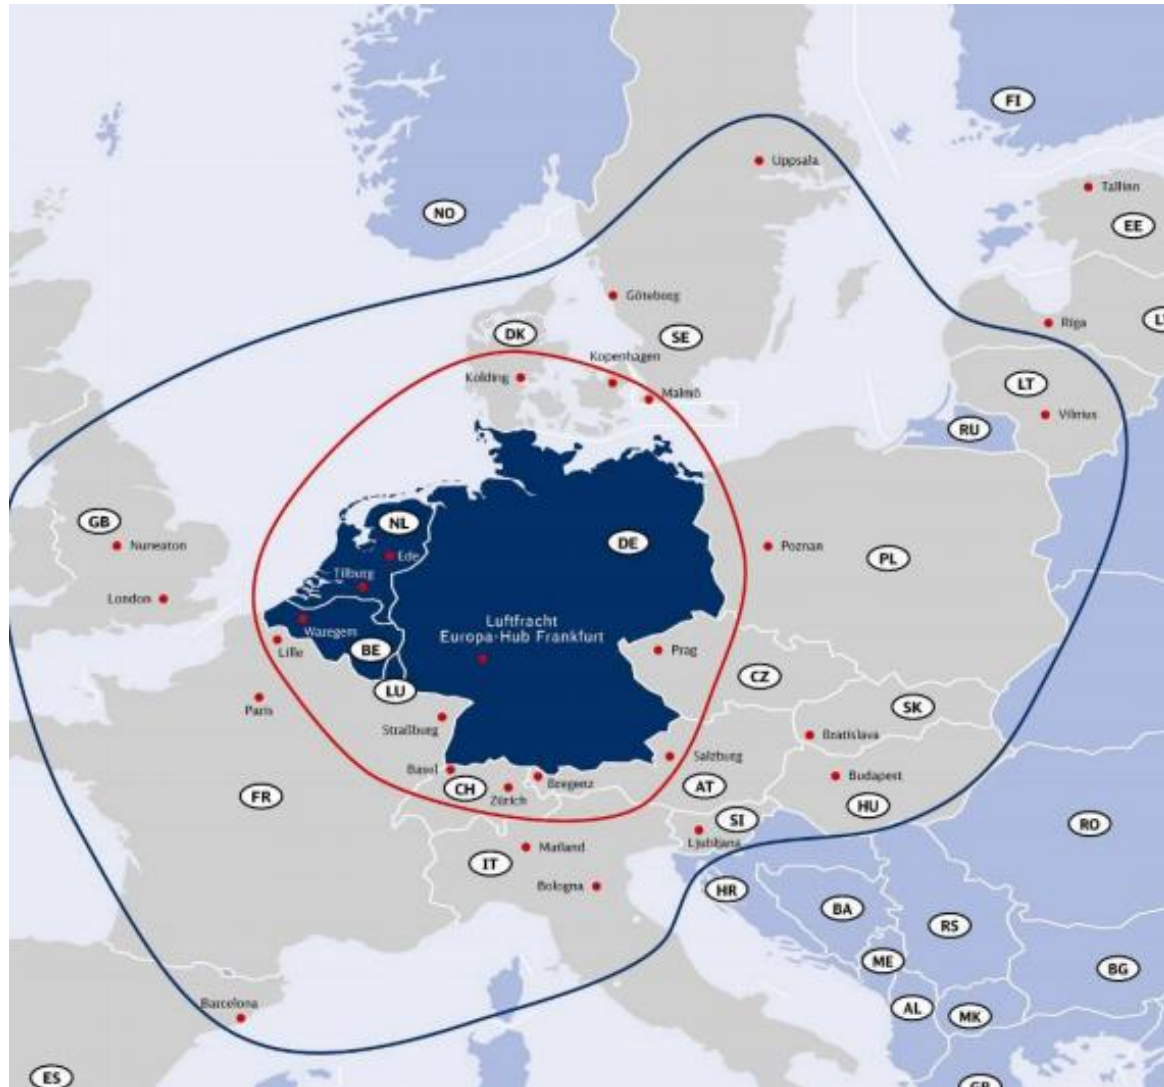 FI
Uppsala
Tallinn
NO
EE
Göteborg
Riga
DK
SE
Kopenhagen
Kolding
LT
Malmö
Vilnius
RU
GB
NL
DE
Nuneaton
Ede
Poznan
PL
Tilburg
London
Luftfracht
Europa-Hub Frankfurt
Waregem
BE
Lille
Prag
CZ
LU
Paris
SK
Straßburg
Bratislava
Salzburg
Basel
Bregenz
Budapest
CH
AT
Zürich
FR
HU
SI
RO
Ljubljana
Mailand
IT
Bologna
HR
BA
RS
ME
BG
Barcelona
AL
MK
ES
GR